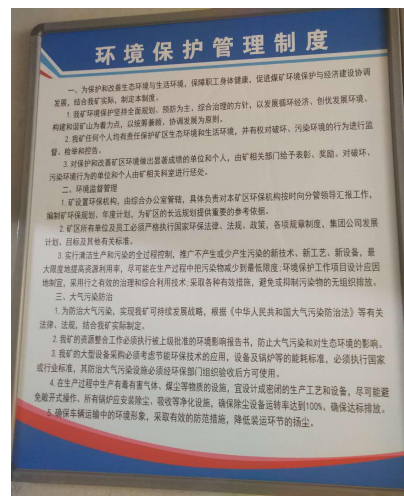 环境保护管理制度
一、为保护和改善生态环境与生活环境，保障职工身体健康，促进煤矿环境保护与经济建设协调
发展，结合我矿实际，制定本制度。
1.我矿环境保护坚持全面规划、预防为主、综合治理的方针，以发展循环经济、创优发展环境、
构建和谐矿山为着力点，以统筹兼顾、协调发展为原则。
2.我矿任何个人均有责任保护矿区生态环境和生活环境，并有权对破坏、污染环境的行为进行监
督、检举和控告。
3.对保护和改善矿区环境做出显著成绩的单位和个人，由矿相关部门给予表彰、奖励。对破坏、
污染环境行为的单位和个人由矿相关科室进行惩处。
二、环境监督管理
1.矿设置环保机构，由综合办公室管辖，具体负责对本矿区环保机构按时向分管领导汇报工作，
编制矿环保规划、年度计划，为矿区的长远规划提供重要的参考依据。
2.矿区所有单位及员工必须严格执行国家环保法律、法规、政策，各项规章制度，集团公司发展
计划、目标及其他有关标准。
3.实行清洁生产和污染的全过程控制，推广不产生或少产生污染的新技术、新工艺、新设备，最
大限度地提高资源利用率，尽可能在生产过程中把污染物减少到最低限度；环境保护工作项目设计应因
地制宜，采用行之有效的治理和综合利用技术；采取各种有效措施，避免或抑制污染物的无组织排放。
三、大气污染防治
1.为防治大气污染，实现我矿可持续发展战略，根据《中华人民共和国大气污染防治法》等有关
法律、法规，结合我矿实际制定。
2.我矿的资源整合工作必须执行被上级批准的环境影响报告书，防止大气污染和对生态环境的影响。
3.我矿的大型设备采购必须考虑节能环保技术的应用，设备及锅炉等的能耗标准，必须执行国家
或行业标准，其防治大气污染设施必须经环保部门组织验收后方可使用。
4.在生产过程中生产有毒有害气体、煤尘等物质的设施，宜设计成密闭的生产工艺和设备，尽可能避
免敞开式操作。所有锅炉应安装除尘、吸收等净化设施，确保除尘设备运转率达到100%、确保达标排放。
5.确保车辆运输中的环境形象，采取有效的防范措施，降低装运环节的扬尘。